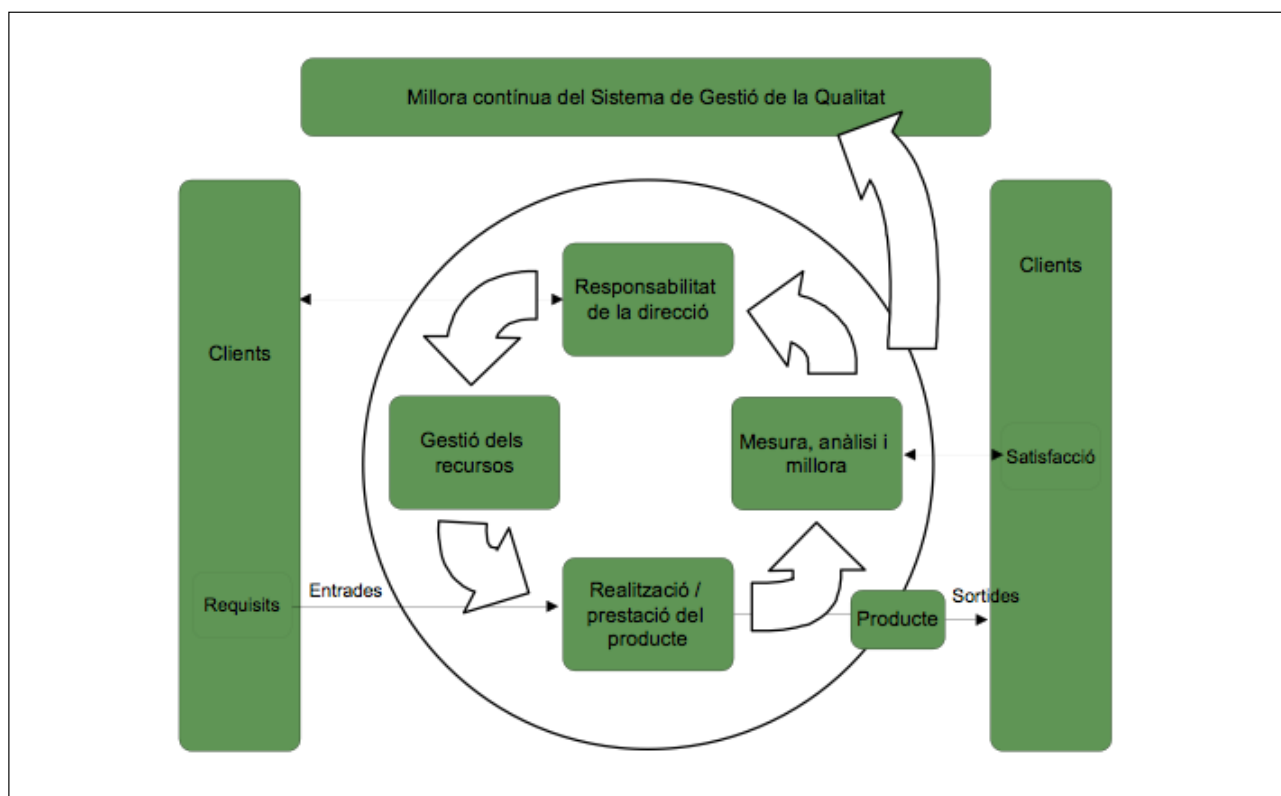 Millora contínua del Sistema de Gestió de la Qualitat
Clients
Requisits
Entrades
Responsabilitat
de la direcció
Gestió dels
recursos
Mesura, anàlisi i
millora
Realització /
prestació del
producte
Producte
Sortides
Clients
Satisfacció